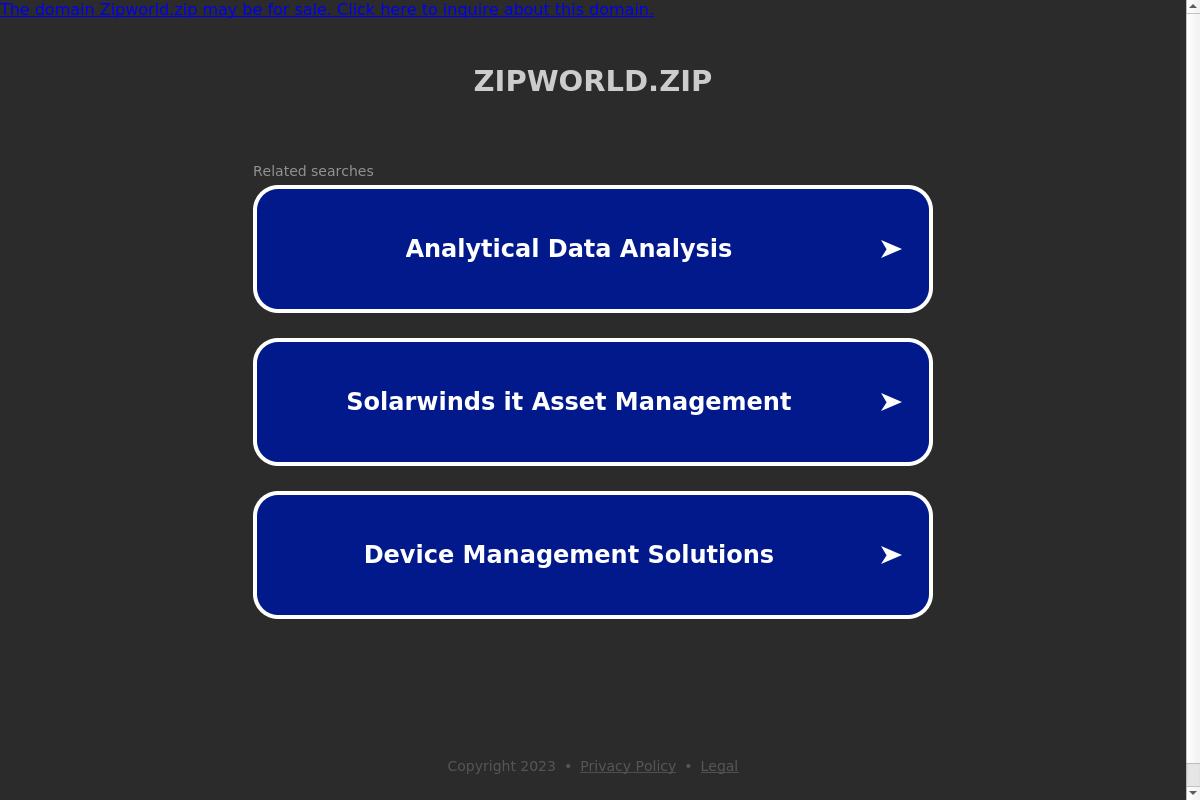 The domain Zipworld.zip may be for sale. Click here to inquire about this domain.
ZIPWORLD.ZIP
Related searches
Analytical Data Analysis
Solarwinds it Asset Management
Device Management Solutions
Copyright 2023 • Privacy Policy • Legal